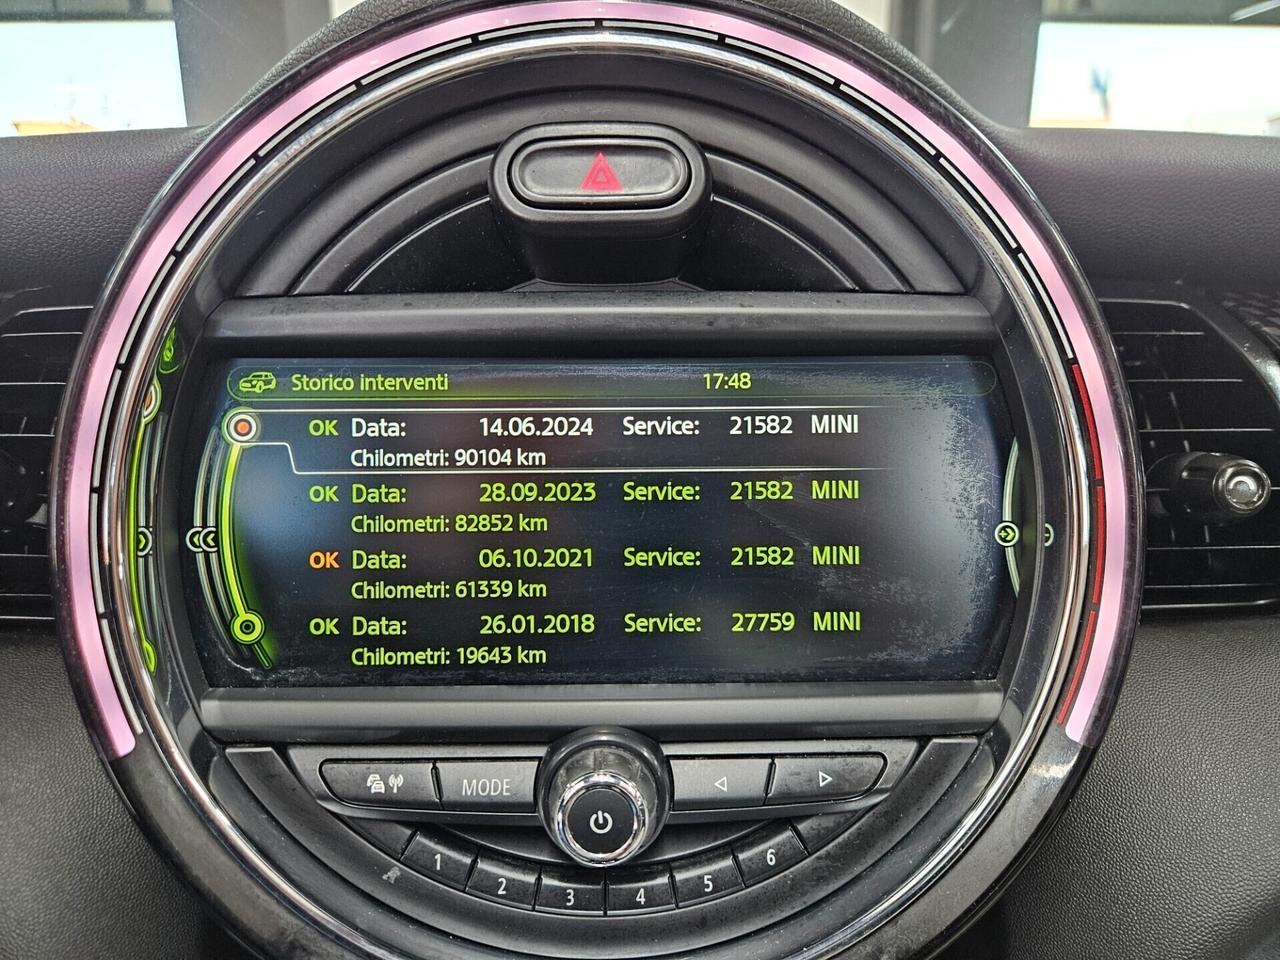 Storico interventi 17:48
OK Data: 14.06.2024 Service: 21582 MINI
Chilometri: 90104 km
OK Data: 28.09.2023 Service: 21582 MINI
Chilometri: 82852 km
OK Data: 06.10.2021 Service: 21582 MINI
Chilometri: 61339 km
OK Data: 26.01.2018 Service: 27759 MINI
Chilometri: 19643 km
MODE
1 2 3 4 5 6